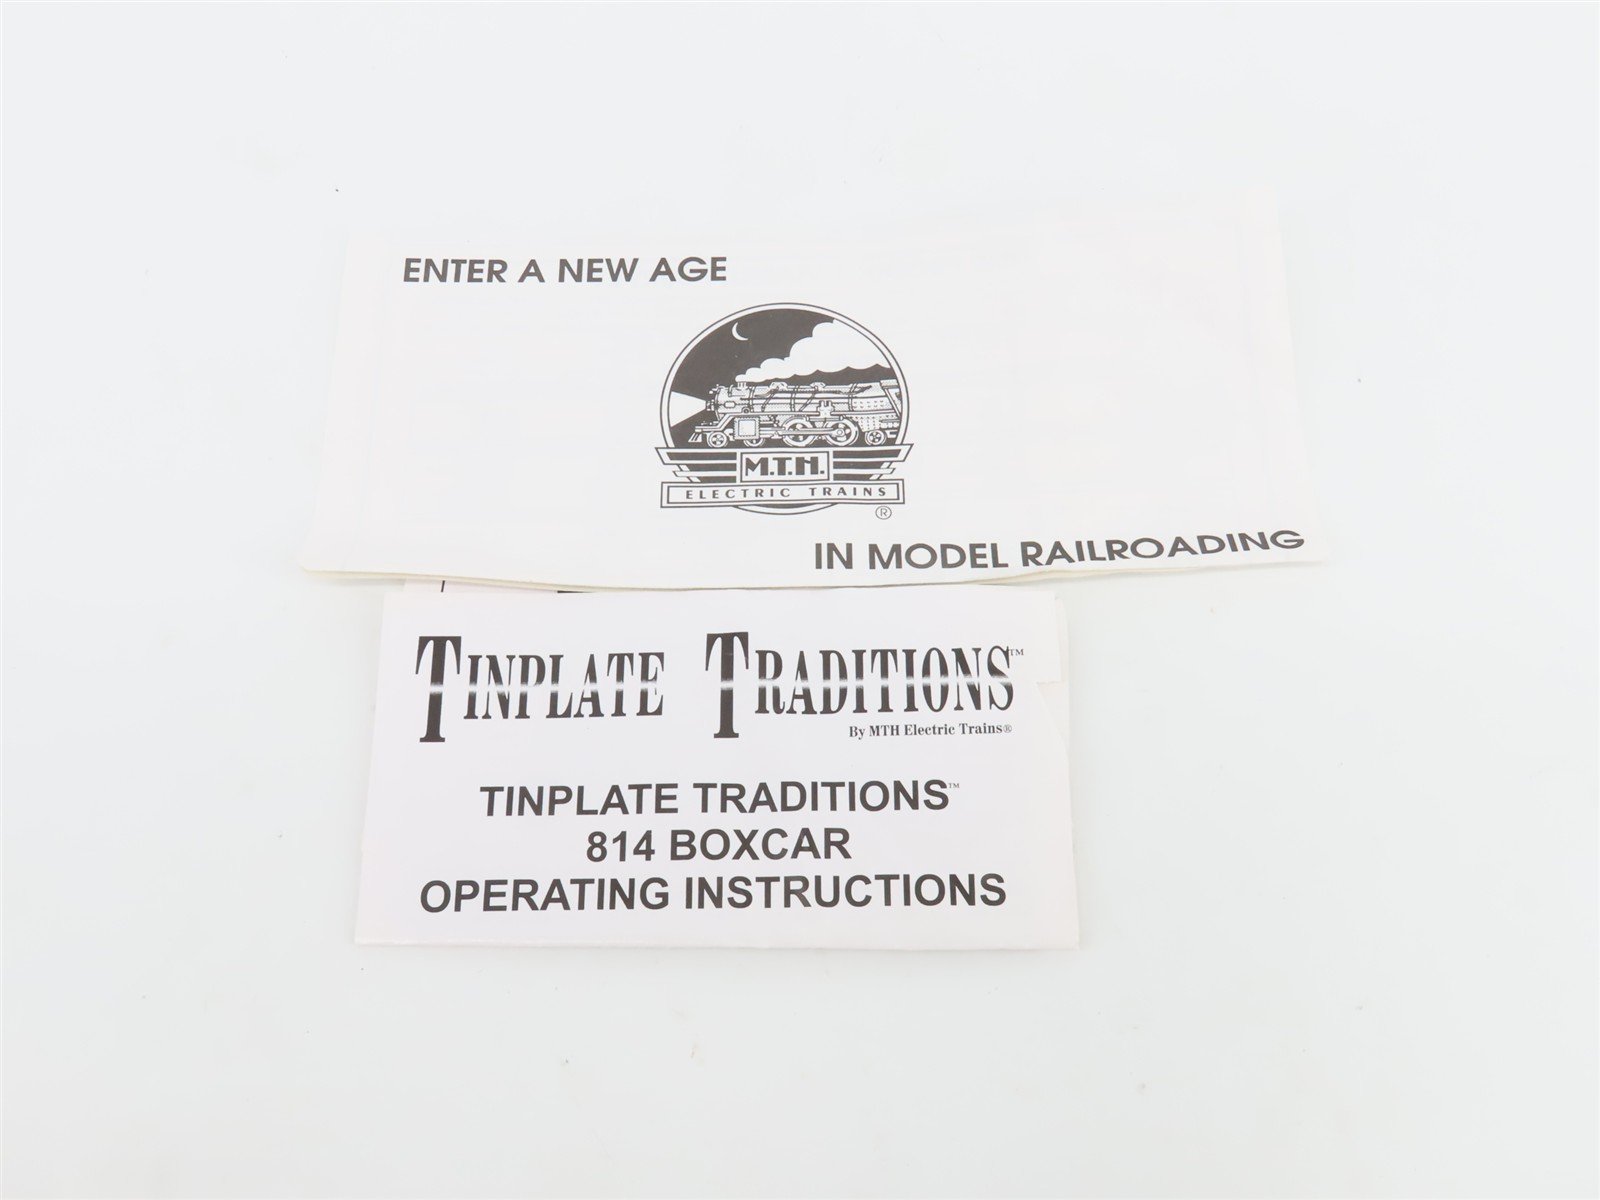 ENTER A NEW AGE
M.T.H.
ELECTRIC TRAINS
®
IN MODEL RAILROADING
TINPLATE TRADITIONS™
By MTH Electric Trains®
TINPLATE TRADITIONS™
814 BOXCAR
OPERATING INSTRUCTIONS